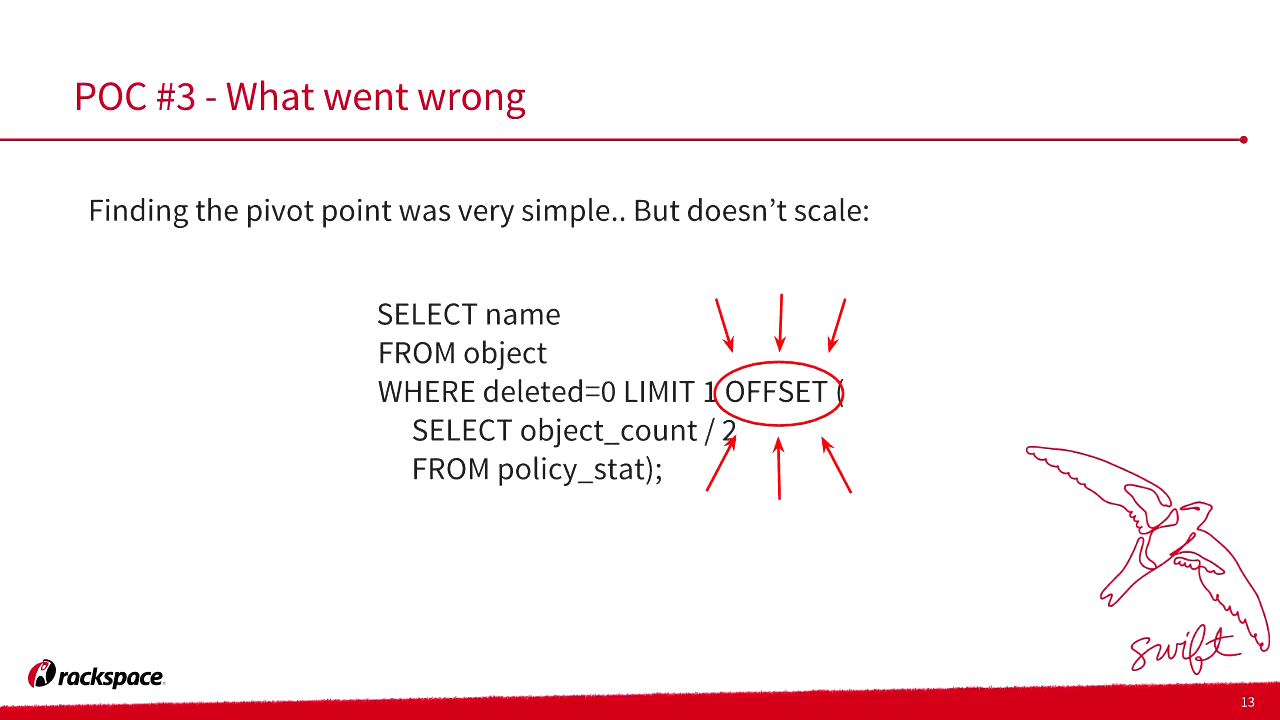 POC #3 - What went wrong
Finding the pivot point was very simple.. But doesn’t scale:
SELECT name
FROM object
WHERE deleted=0 LIMIT 1 OFFSET (
SELECT object_count / 2
FROM policy_stat);
swift
rackspace.
13